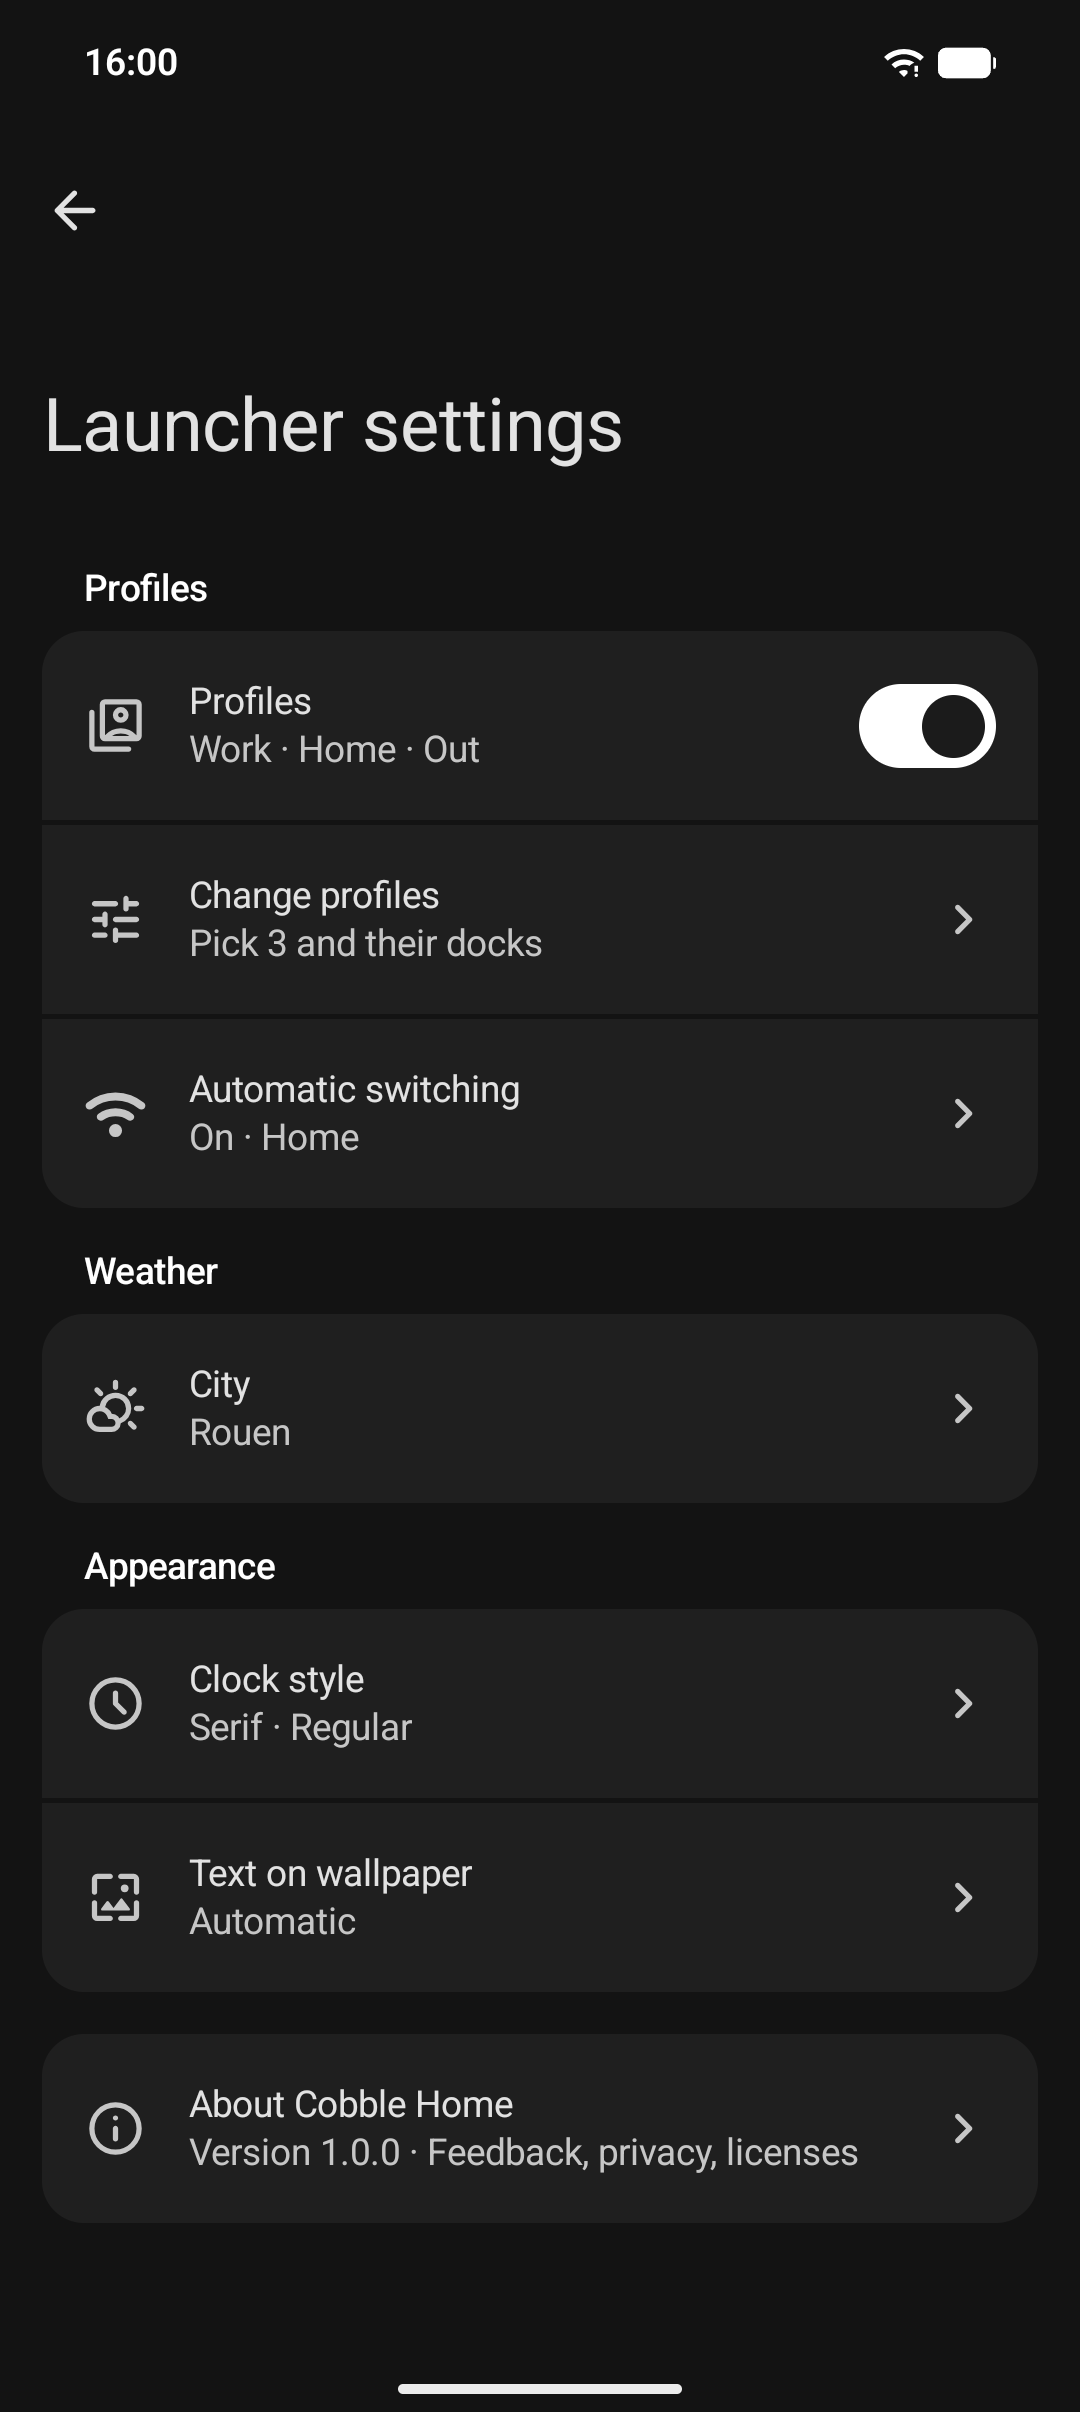 16:00
Launcher settings
Profiles
Profiles
Work · Home · Out
Change profiles
Pick 3 and their docks
Automatic switching
On · Home
Weather
City
Rouen
Appearance
Clock style
Serif · Regular
Text on wallpaper
Automatic
About Cobble Home
Version 1.0.0 · Feedback, privacy, licenses